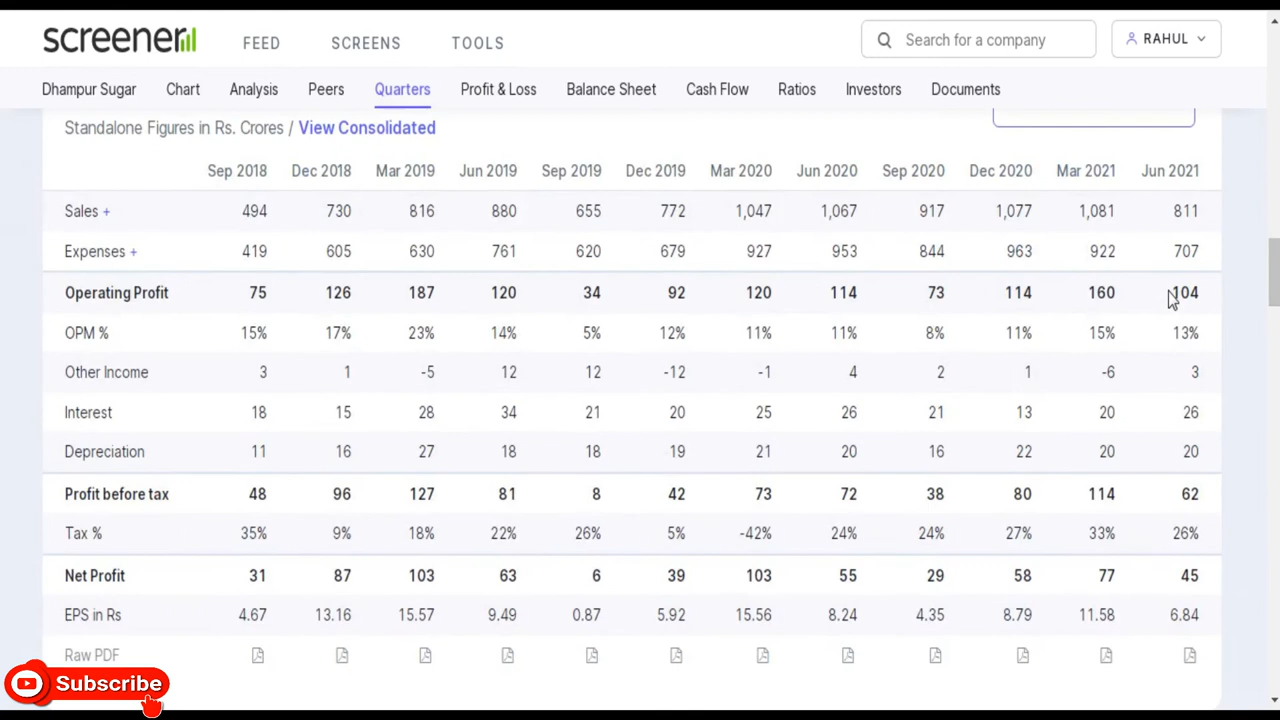 screener
FEED SCREENS TOOLS Search for a company RAHUL
Dhampur Sugar Chart Analysis Peers Quarters Profit & Loss Balance Sheet Cash Flow Ratios Investors Documents
Standalone Figures in Rs. Crores / View Consolidated
Sep 2018 Dec 2018 Mar 2019 Jun 2019 Sep 2019 Dec 2019 Mar 2020 Jun 2020 Sep 2020 Dec 2020 Mar 2021 Jun 2021
Sales + 494 730 816 880 655 772 1,047 1,067 917 1,077 1,081 811
Expenses + 419 605 630 761 620 679 927 953 844 963 922 707
Operating Profit 75 126 187 120 34 92 120 114 73 114 160 104
OPM % 15% 17% 23% 14% 5% 12% 11% 11% 8% 11% 15% 13%
Other Income 3 1 -5 12 12 -12 -1 4 2 1 -6 3
Interest 18 15 28 34 21 20 25 26 21 13 20 26
Depreciation 11 16 27 18 18 19 21 20 16 22 20 20
Profit before tax 48 96 127 81 8 42 73 72 38 80 114 62
Tax % 35% 9% 18% 22% 26% 5% -42% 24% 24% 27% 33% 26%
Net Profit 31 87 103 63 6 39 103 55 29 58 77 45
EPS in Rs 4.67 13.16 15.57 9.49 0.87 5.92 15.56 8.24 4.35 8.79 11.58 6.84
Raw PDF
Subscribe